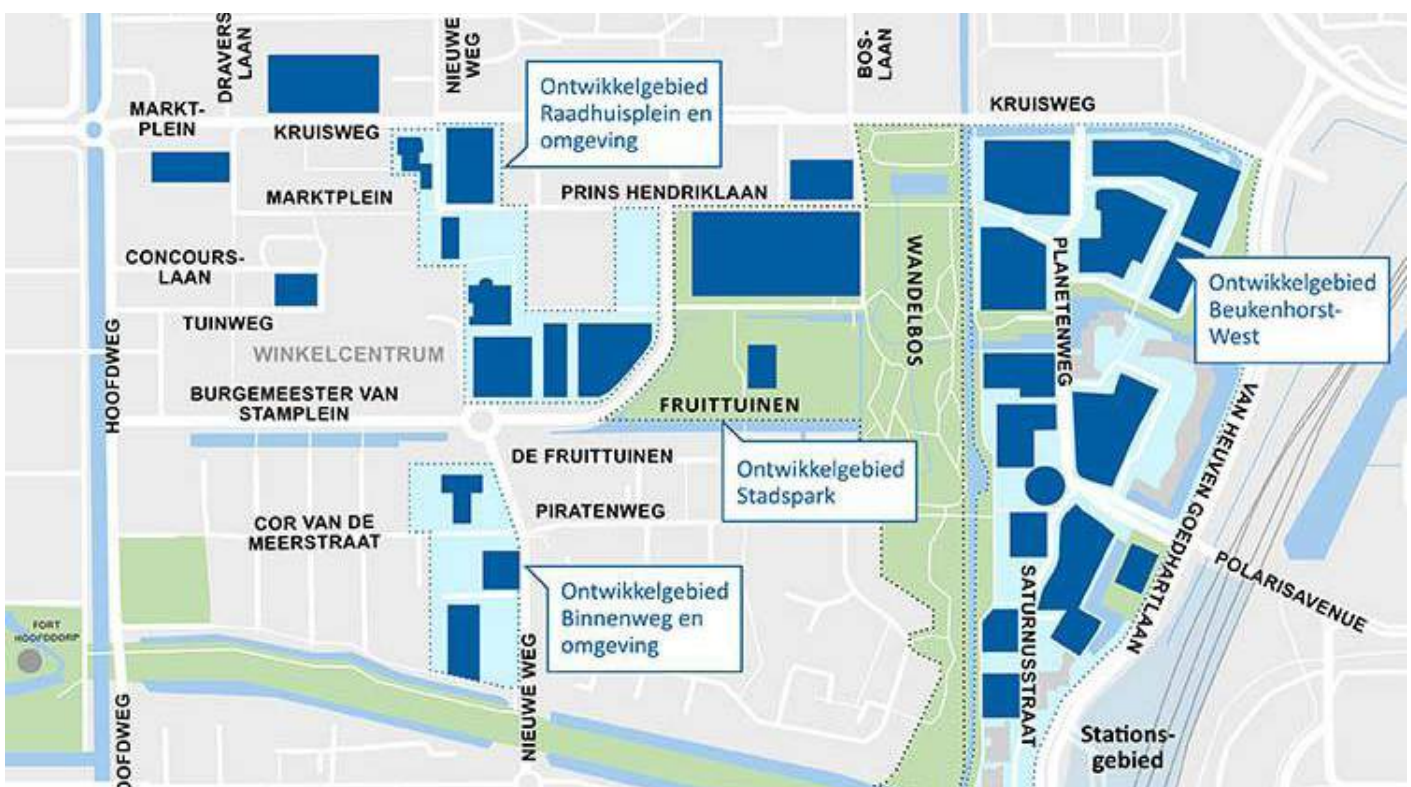 DRAVERS
LAAN
NIEUWE
WEG
BOS-
LAAN
MARKT-
PLEIN
KRUISWEG
Ontwikkelgebied
Raadhuisplein en
omgeving
KRUISWEG
MARKTPLEIN
PRINS HENDRIKLAAN
CONCOURS-
LAAN
TUINWEG
WINKELCENTRUM
HOOFDWEG
BURGEMEESTER VAN
STAMPLEIN
WANDELBOS
PLANETENWEG
Ontwikkelgebied
Beukenhorst-
West
FRUITTUINEN
VAN HEUVEN GOEDHARTLAAN
DE FRUITTUINEN
Ontwikkelgebied
Stadspark
COR VAN DE
MEERSTRAAT
PIRATENWEG
Ontwikkelgebied
Binnenweg en
omgeving
NIEUWE WEG
SATURNUSSTRAAT
POLARISAVENUE
FORT
HOOFDDORP
OOFDWEG
Stations-
gebied